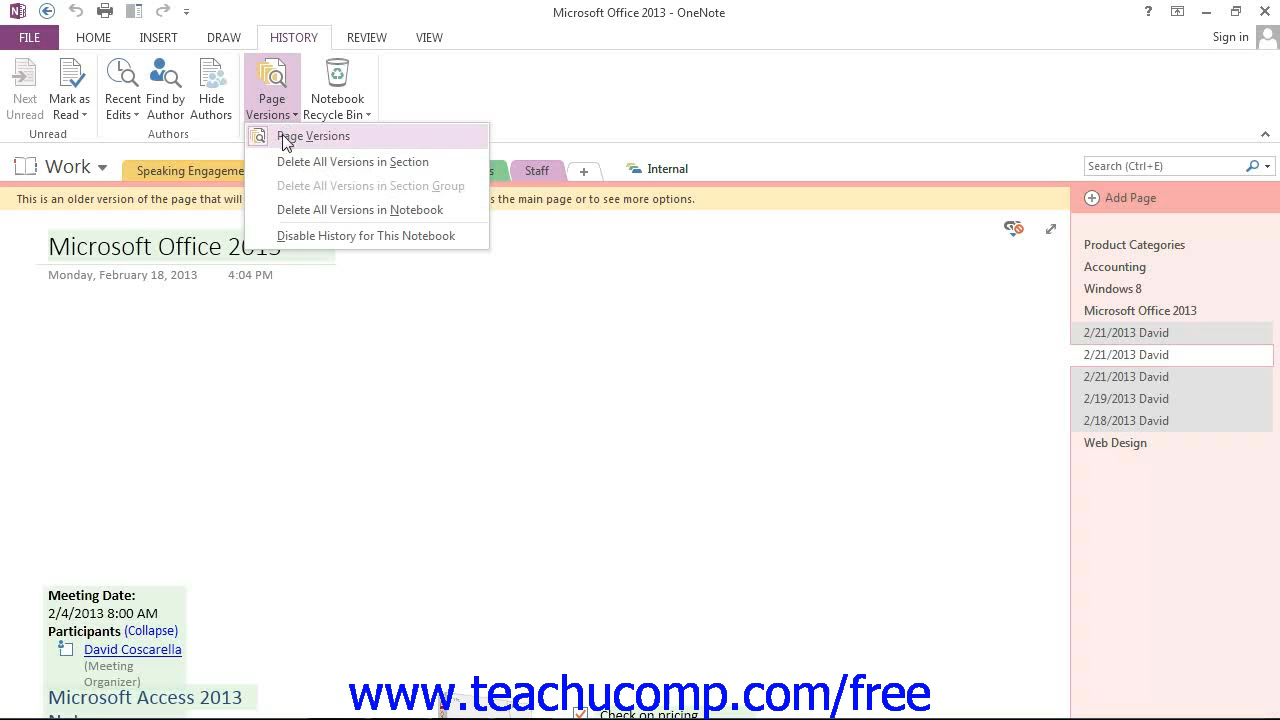 Microsoft Office 2013 - OneNote
?
FILE HOME INSERT DRAW HISTORY REVIEW VIEW
Sign in
Next Unread
Mark as Read
Recent Edits
Find by Author
Hide Authors
Page Versions
Notebook Recycle Bin
Unread
Authors
Page Versions
Delete All Versions in Section
Delete All Versions in Section Group
Delete All Versions in Notebook
Disable History for This Notebook
Work
Speaking Engageme
s
Staff
+
Internal
Search (Ctrl+E)
This is an older version of the page that will
the main page or to see more options.
Add Page
Microsoft Office 2013
Monday, February 18, 2013 4:04 PM
Product Categories
Accounting
Windows 8
Microsoft Office 2013
2/21/2013 David
2/21/2013 David
2/21/2013 David
2/19/2013 David
2/18/2013 David
Web Design
Meeting Date:
2/4/2013 8:00 AM
Participants (Collapse)
David Coscarella
(Meeting
Organizer)
Microsoft Access 2013
www.teachucomp.com/free
Check on pricing